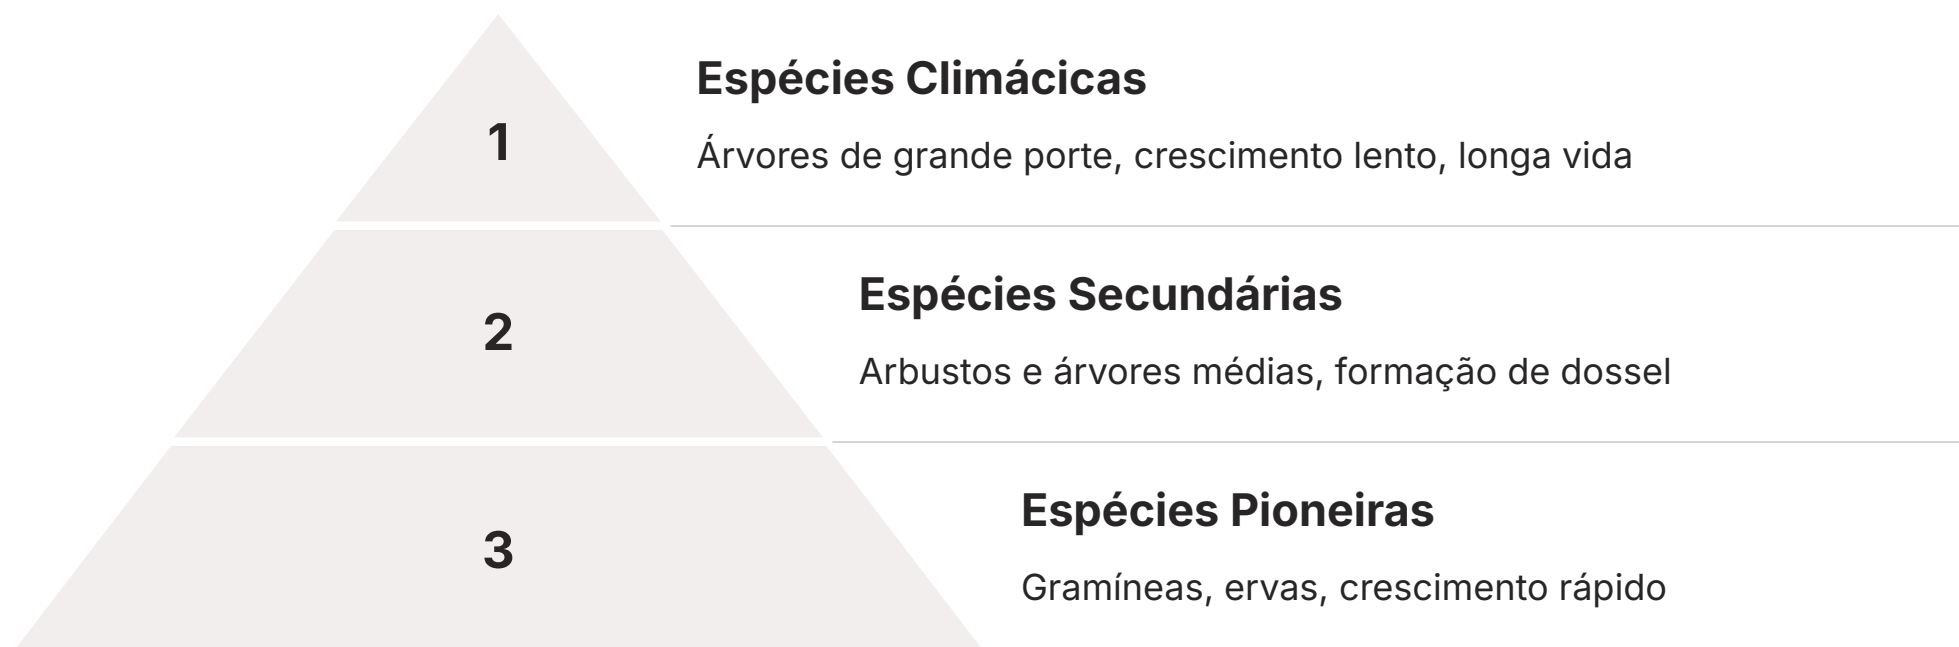 1
Espécies Climácicas
Árvores de grande porte, crescimento lento, longa vida
2
Espécies Secundárias
Arbustos e árvores médias, formação de dossel
3
Espécies Pioneiras
Gramíneas, ervas, crescimento rápido